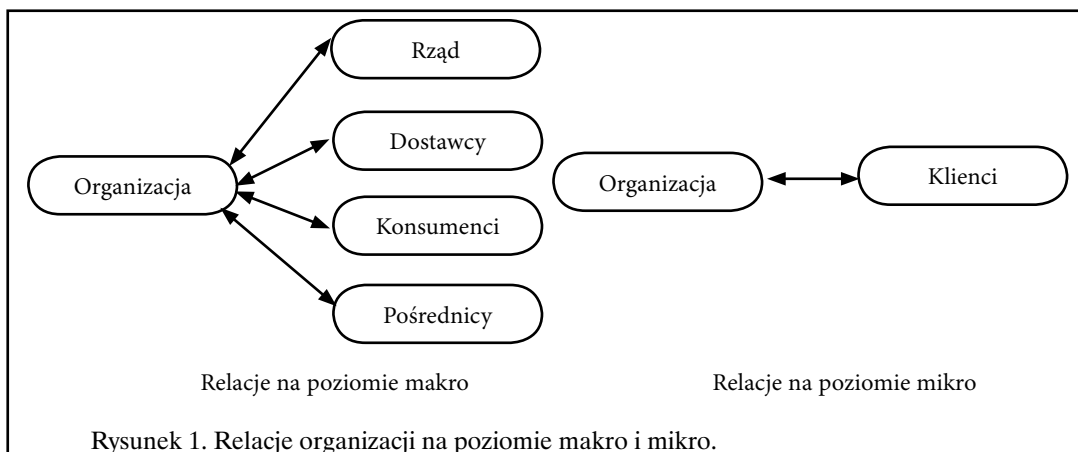 Rząd
Dostawcy
Organizacja
Konsumenci
Pośrednicy
Organizacja
Klienci
Relacje na poziomie makro
Relacje na poziomie mikro
Rysunek 1. Relacje organizacji na poziomie makro i mikro.